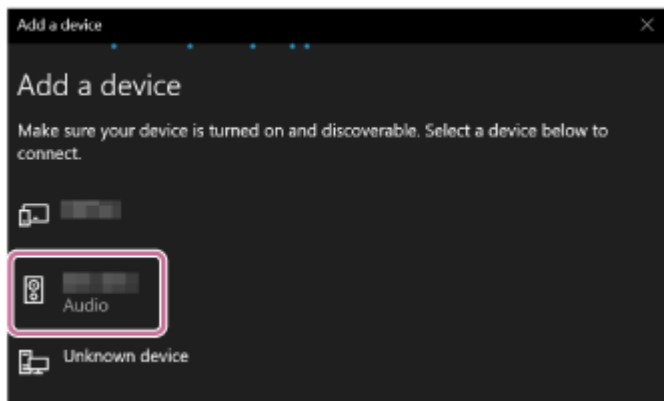 Add a device
Add a device
Make sure your device is turned on and discoverable. Select a device below to
connect.
Audio
Unknown device